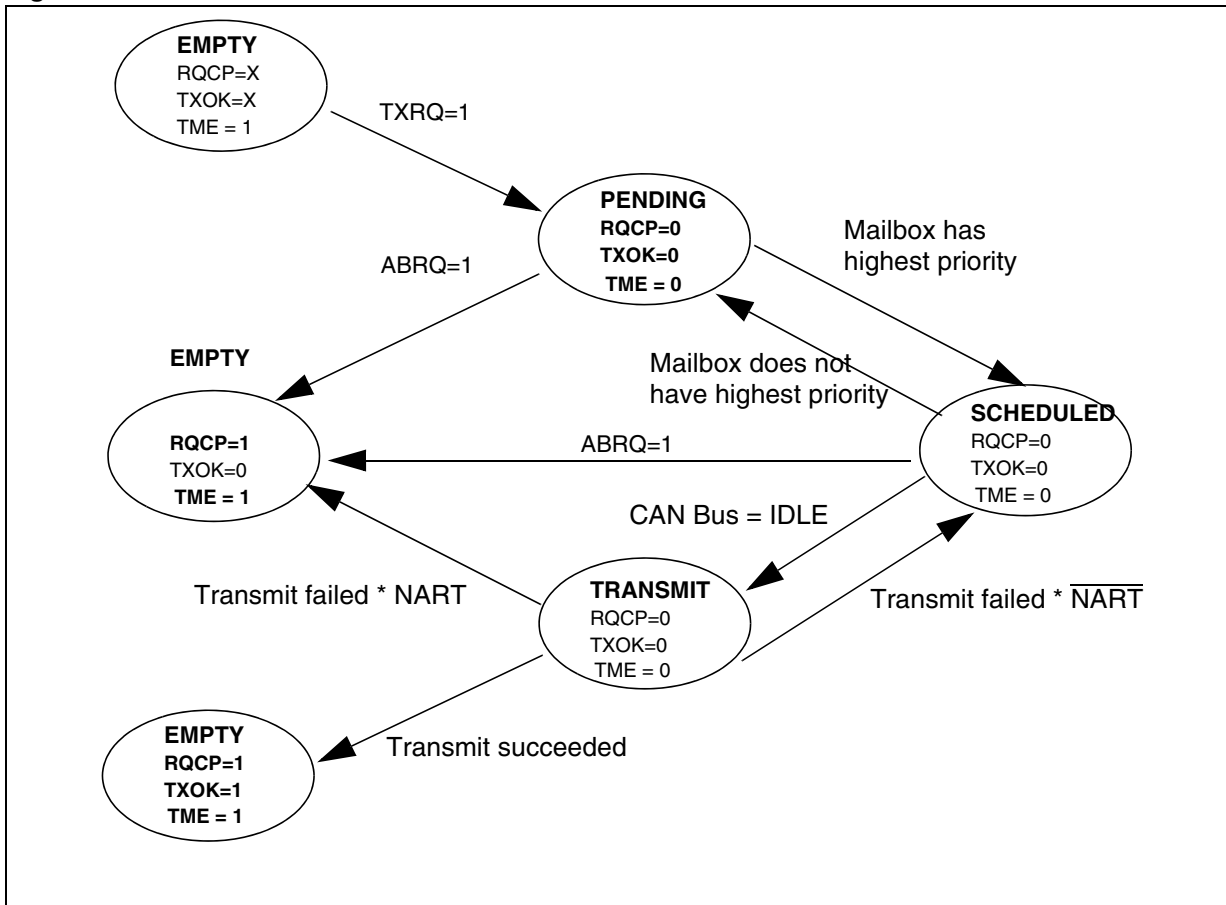 EMPTY
RQCP=X
TXOK=X
TME = 1
TXRQ=1
PENDING
RQCP=0
TXOK=0
TME = 0
Mailbox has
highest priority
ABRQ=1
EMPTY
Mailbox does not
have highest priority
RQCP=1
TXOK=0
TME = 1
ABRQ=1
SCHEDULED
RQCP=0
TXOK=0
TME = 0
CAN Bus = IDLE
Transmit failed * NART
TRANSMIT
RQCP=0
TXOK=0
TME = 0
Transmit failed * N̅A̅R̅T̅
EMPTY
RQCP=1
TXOK=1
TME = 1
Transmit succeeded